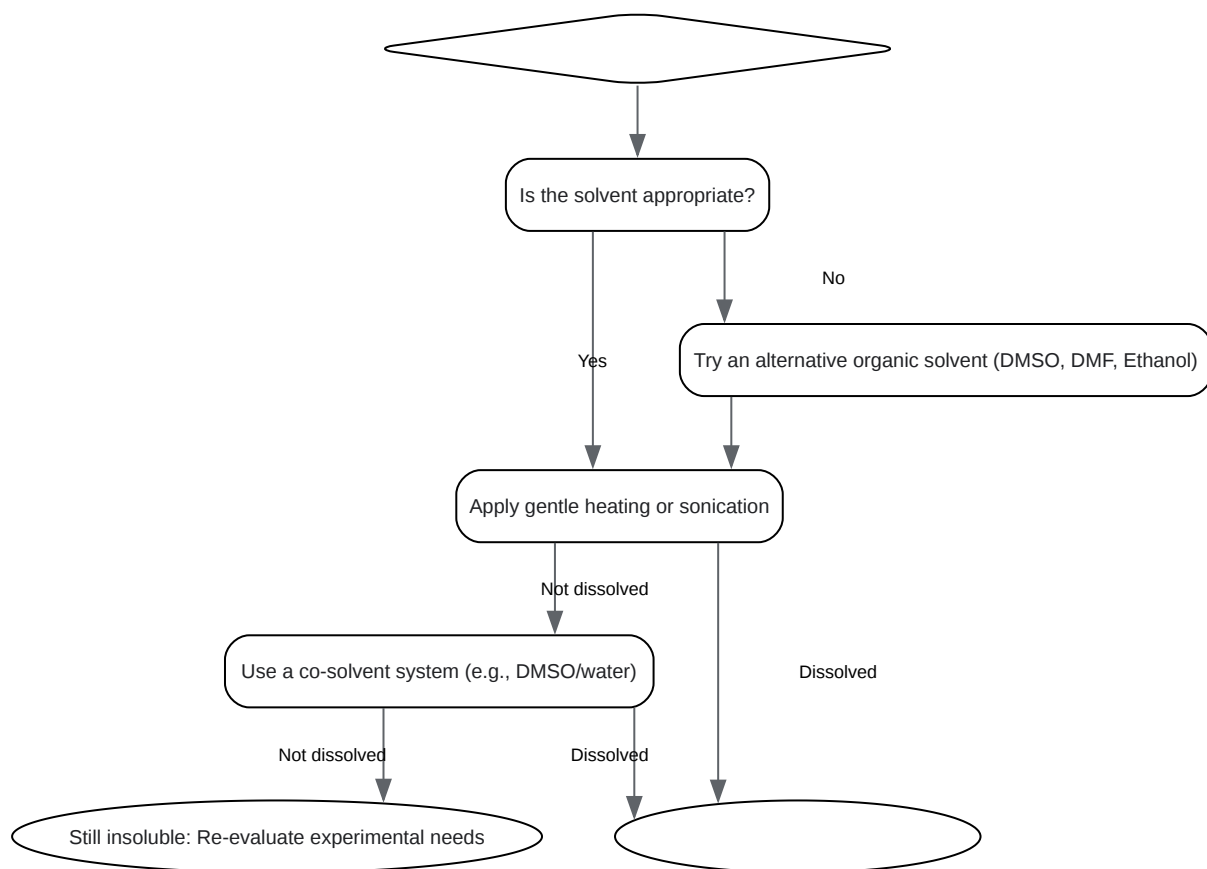 Is the solvent appropriate?
No
Yes
Try an alternative organic solvent (DMSO, DMF, Ethanol)
Apply gentle heating or sonication
Not dissolved
Use a co-solvent system (e.g., DMSO/water)
Dissolved
Not dissolved
Dissolved
Still insoluble: Re-evaluate experimental needs